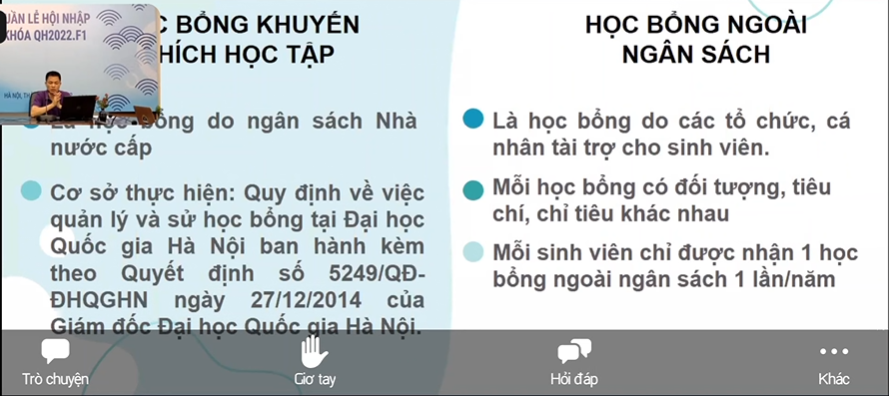 UẦN LỄ HỘI NHẬP
KHÓA QH2022.F1
C BỔNG KHUYẾN
HÍCH HỌC TẬP
Là học bổng do ngân sách Nhà
nước cấp
Cơ sở thực hiện: Quy định về việc
quản lý và sử học bổng tại Đại học
Quốc gia Hà Nội ban hành kèm
theo Quyết định số 5249/QĐ-
ĐHQGHN ngày 27/12/2014 của
Giám đốc Đại học Quốc gia Hà Nội.
HỌC BỔNG NGOÀI
NGÂN SÁCH
Là học bổng do các tổ chức, cá
nhân tài trợ cho sinh viên.
Mỗi học bổng có đối tượng, tiêu
chí, chỉ tiêu khác nhau
Mỗi sinh viên chỉ được nhận 1 học
bổng ngoài ngân sách 1 lần/năm
Trò chuyện
Giơ tay
Hỏi đáp
Khác